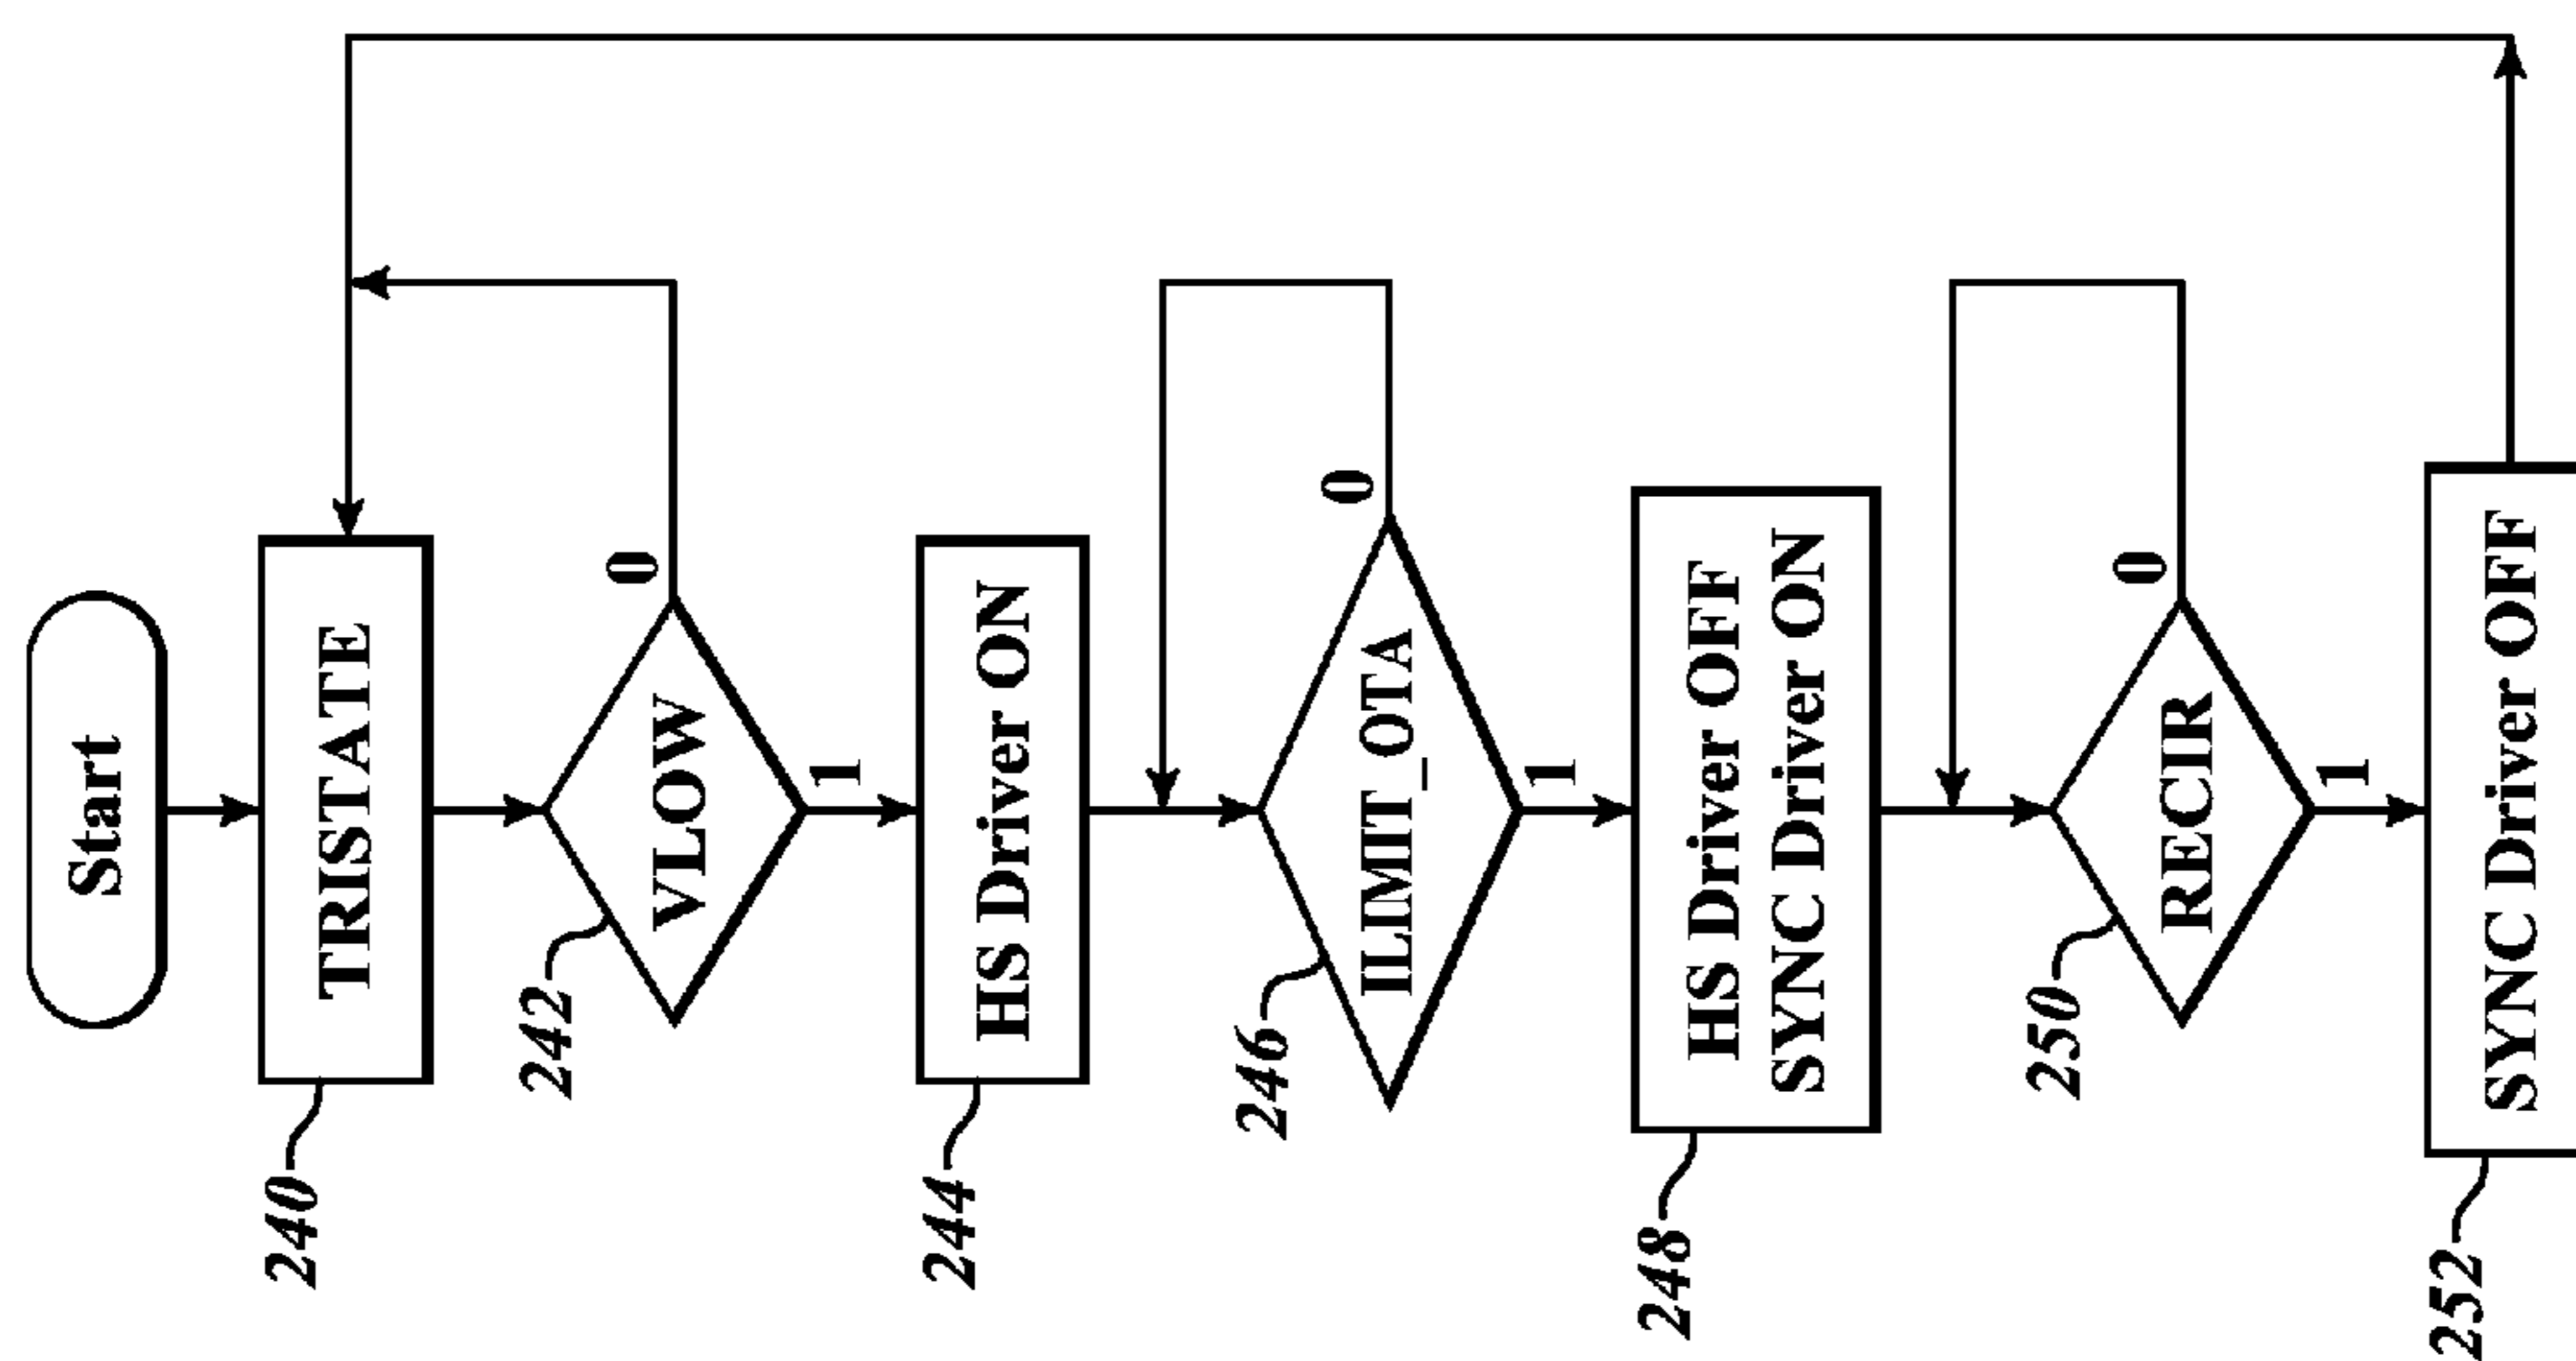 Start
TRISTATE
240
VLOW
242
0
1
HS Driver ON
244
ILIMIT_OTA
246
0
1
HS Driver OFF
SYNC Driver ON
248
RECIR
250
0
1
SYNC Driver OFF
252